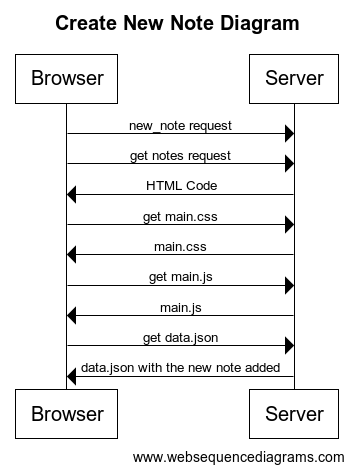 Create New Note Diagram
Browser
Server
new_note request
get notes request
HTML Code
get main.css
main.css
get main.js
main.js
get data.json
data.json with the new note added
Browser
Server
www.websequencediagrams.com